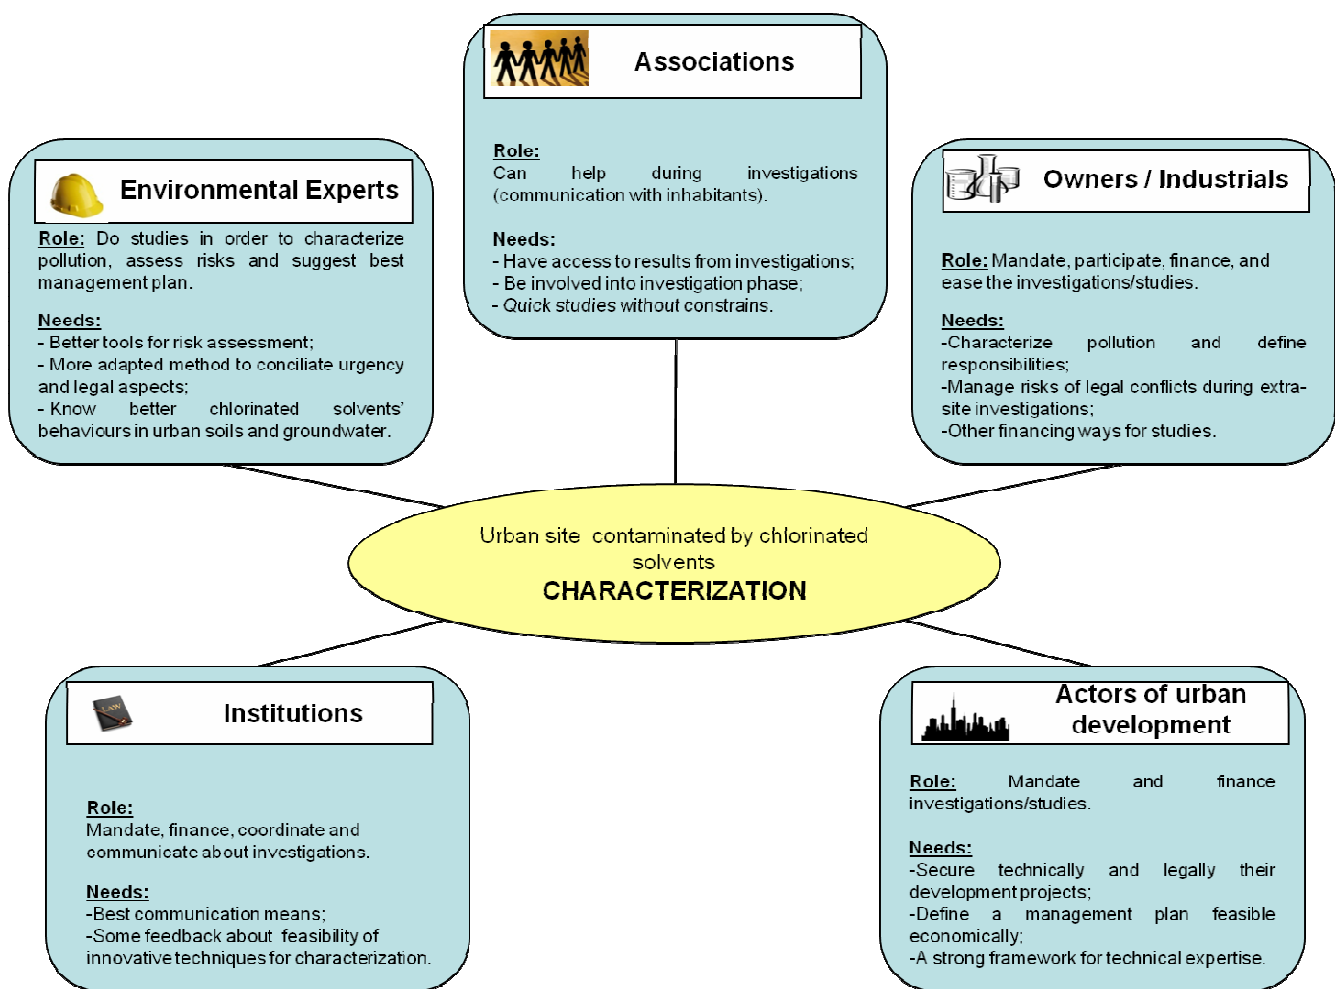 Associations
Role:
Can help during investigations
(communication with inhabitants).
Needs:
- Have access to results from investigations;
- Be involved into investigation phase;
- Quick studies without constrains.
Environmental Experts
Role: Do studies in order to characterize
pollution, assess risks and suggest best
management plan.
Needs:
- Better tools for risk assessment;
- More adapted method to conciliate urgency
and legal aspects;
- Know better chlorinated solvents'
behaviours in urban soils and groundwater.
Owners / Industrials
Role: Mandate, participate, finance, and
ease the investigations/studies.
Needs:
-Characterize pollution and define
responsibilities;
-Manage risks of legal conflicts during extra-
site investigations;
-Other financing ways for studies.
Urban site contaminated by chlorinated
solvents
CHARACTERIZATION
LAW
Institutions
Role:
Mandate, finance, coordinate and
communicate about investigations.
Needs:
-Best communication means;
-Some feedback about feasibility of
innovative techniques for characterization.
Actors of urban
development
Role: Mandate and finance
investigations/studies.
Needs:
-Secure technically and legally their
development projects;
-Define a management plan feasible
economically;
-A strong framework for technical expertise.